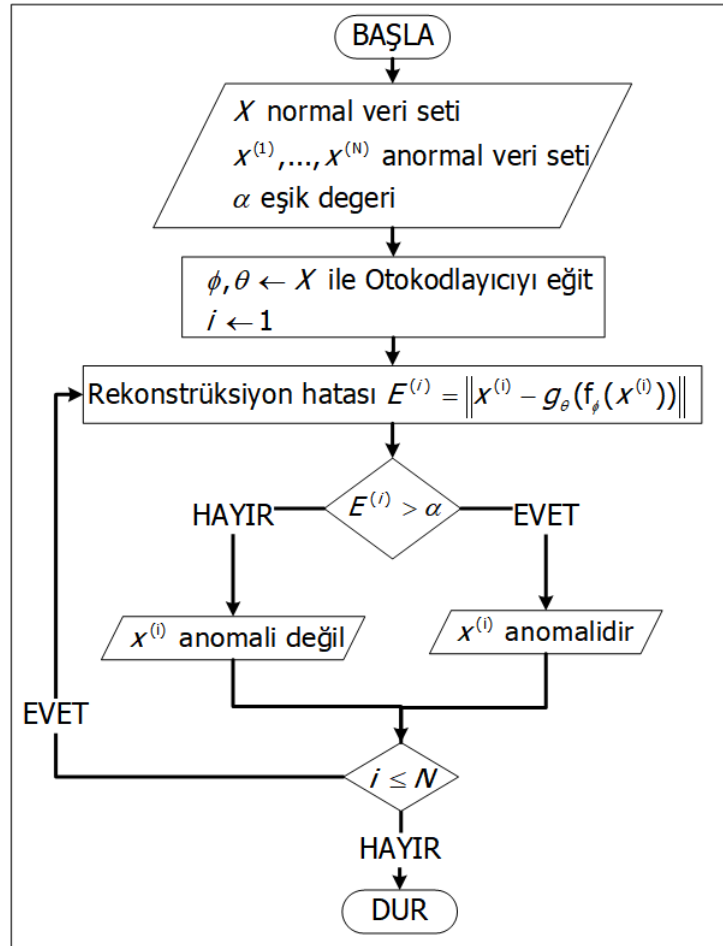 BAŞLA
X normal veri seti
x^(1),...,x^(N) anormal veri seti
α eşik degeri
ϕ,θ ← X ile Otokodlayıcıyı eğit
i ← 1
Rekonstrüksiyon hatası E^(i) = ‖x^(i) − g_θ(f_ϕ(x^(i)))‖
E^(i) > α
HAYIR
EVET
x^(i) anomali değil
x^(i) anomalidir
EVET
i ≤ N
HAYIR
DUR